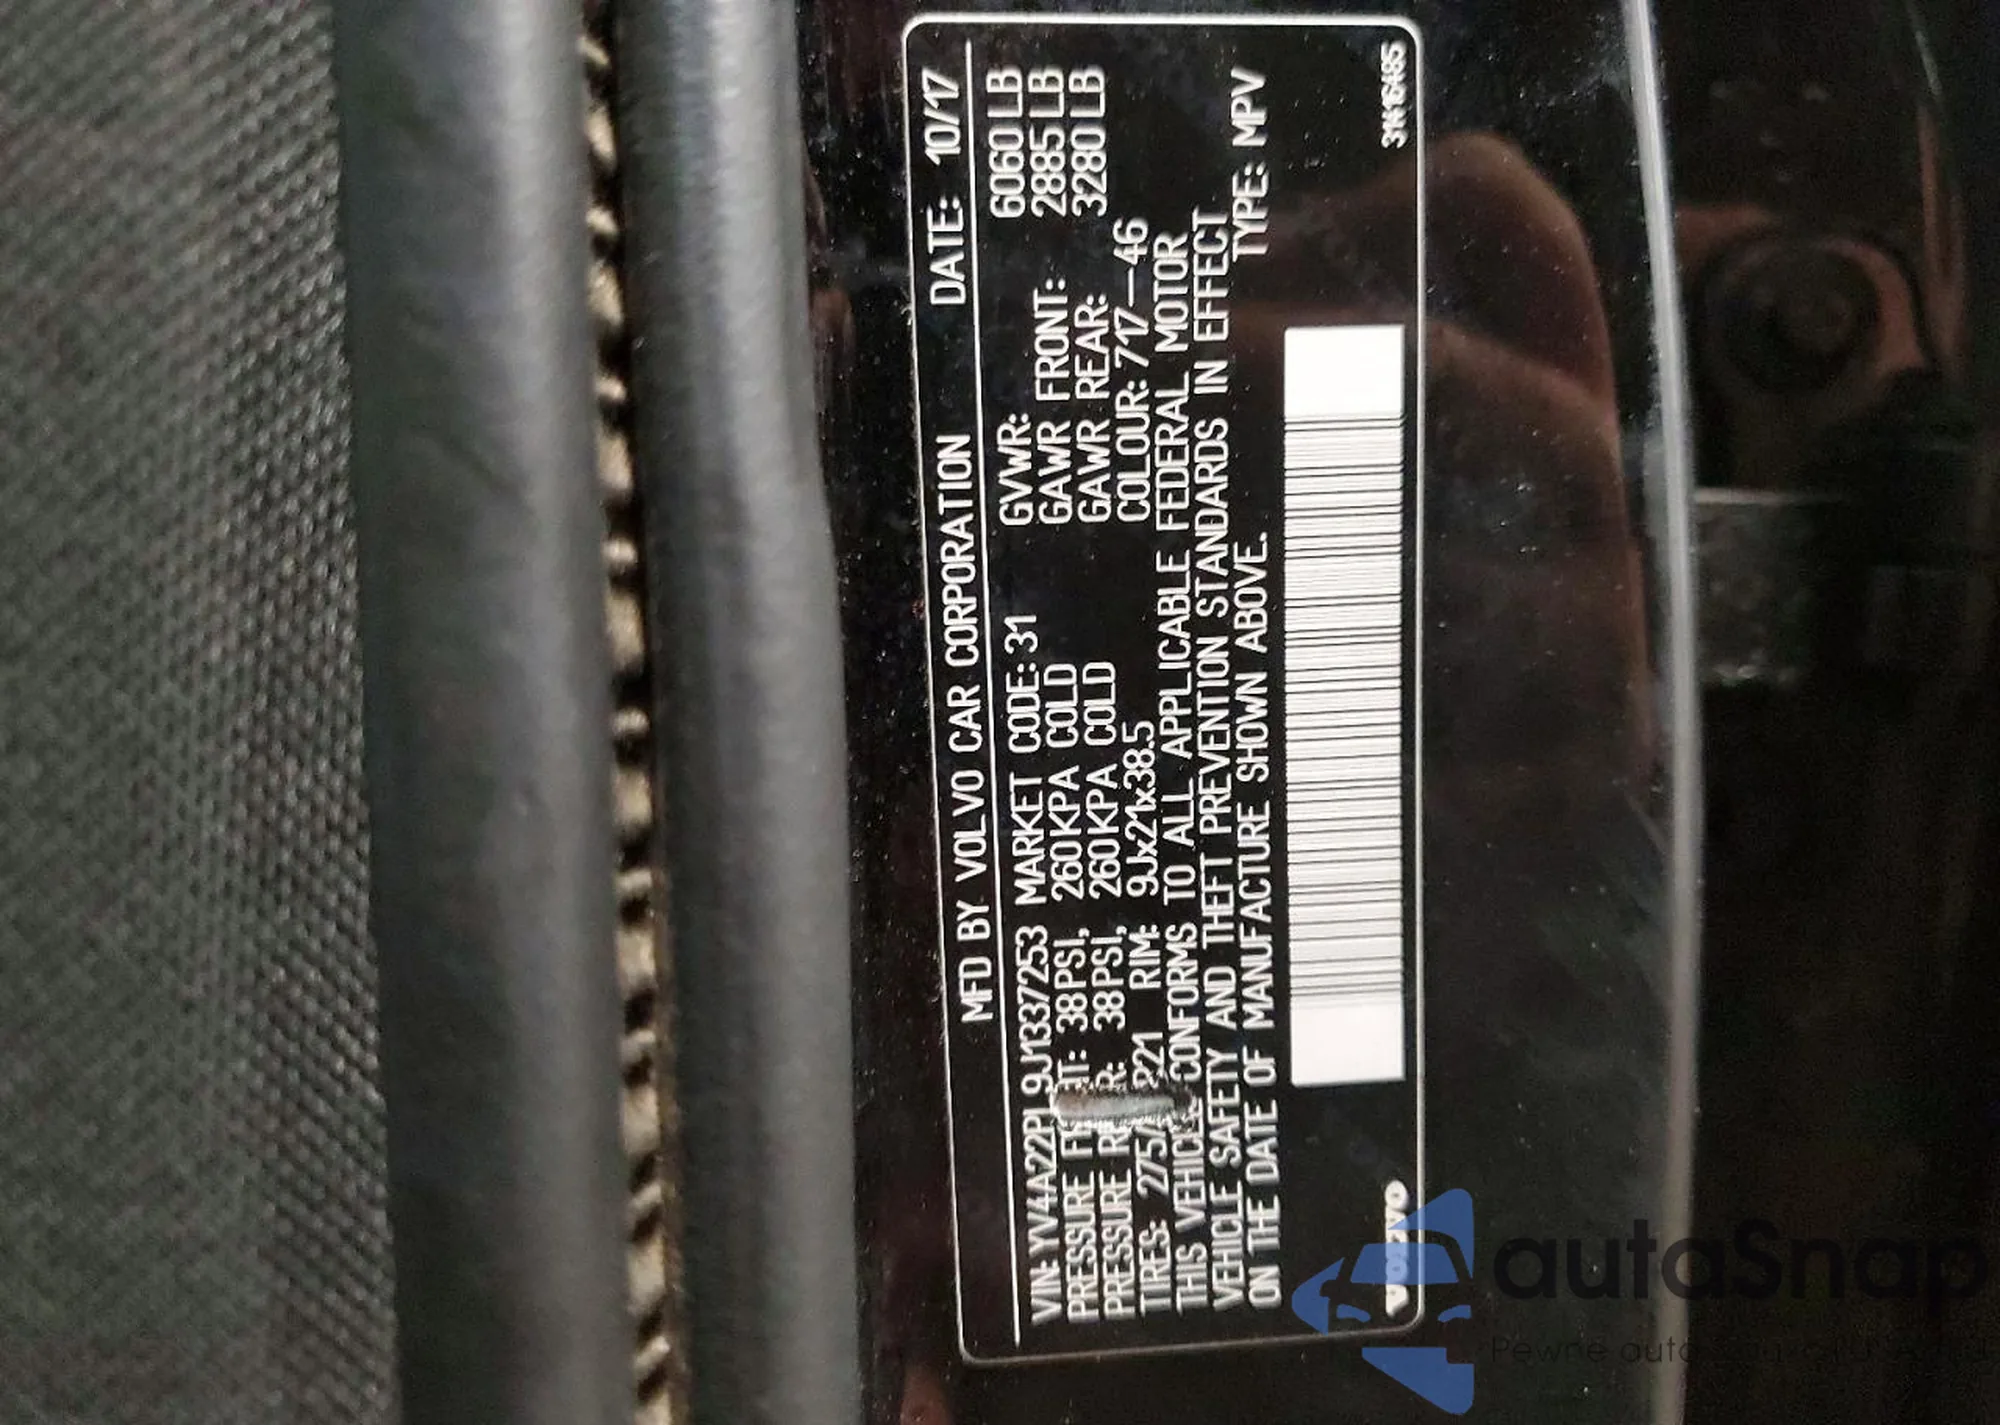 MFD BY VOLVO CAR CORPORATION DATE: 10/17
VIN: YV4A22PL9J1337253 MARKET CODE: 31 GVWR: 6060 LB
PRESSURE 38PSI, 260KPA COLD GAWR FRONT: 2885 LB
PRESSURE 38PSI, 260KPA COLD GAWR REAR: 3280 LB
TIRES: RIM: 9Jx21x38.5 COLOUR: 717-46
THIS VEHICLE CONFORMS TO ALL APPLICABLE FEDERAL MOTOR
VEHICLE SAFETY AND THEFT PREVENTION STANDARDS IN EFFECT
ON THE DATE OF MANUFACTURE SHOWN ABOVE. TYPE: MPV
VOLVO
31416485
autaSnap
Pewne auta